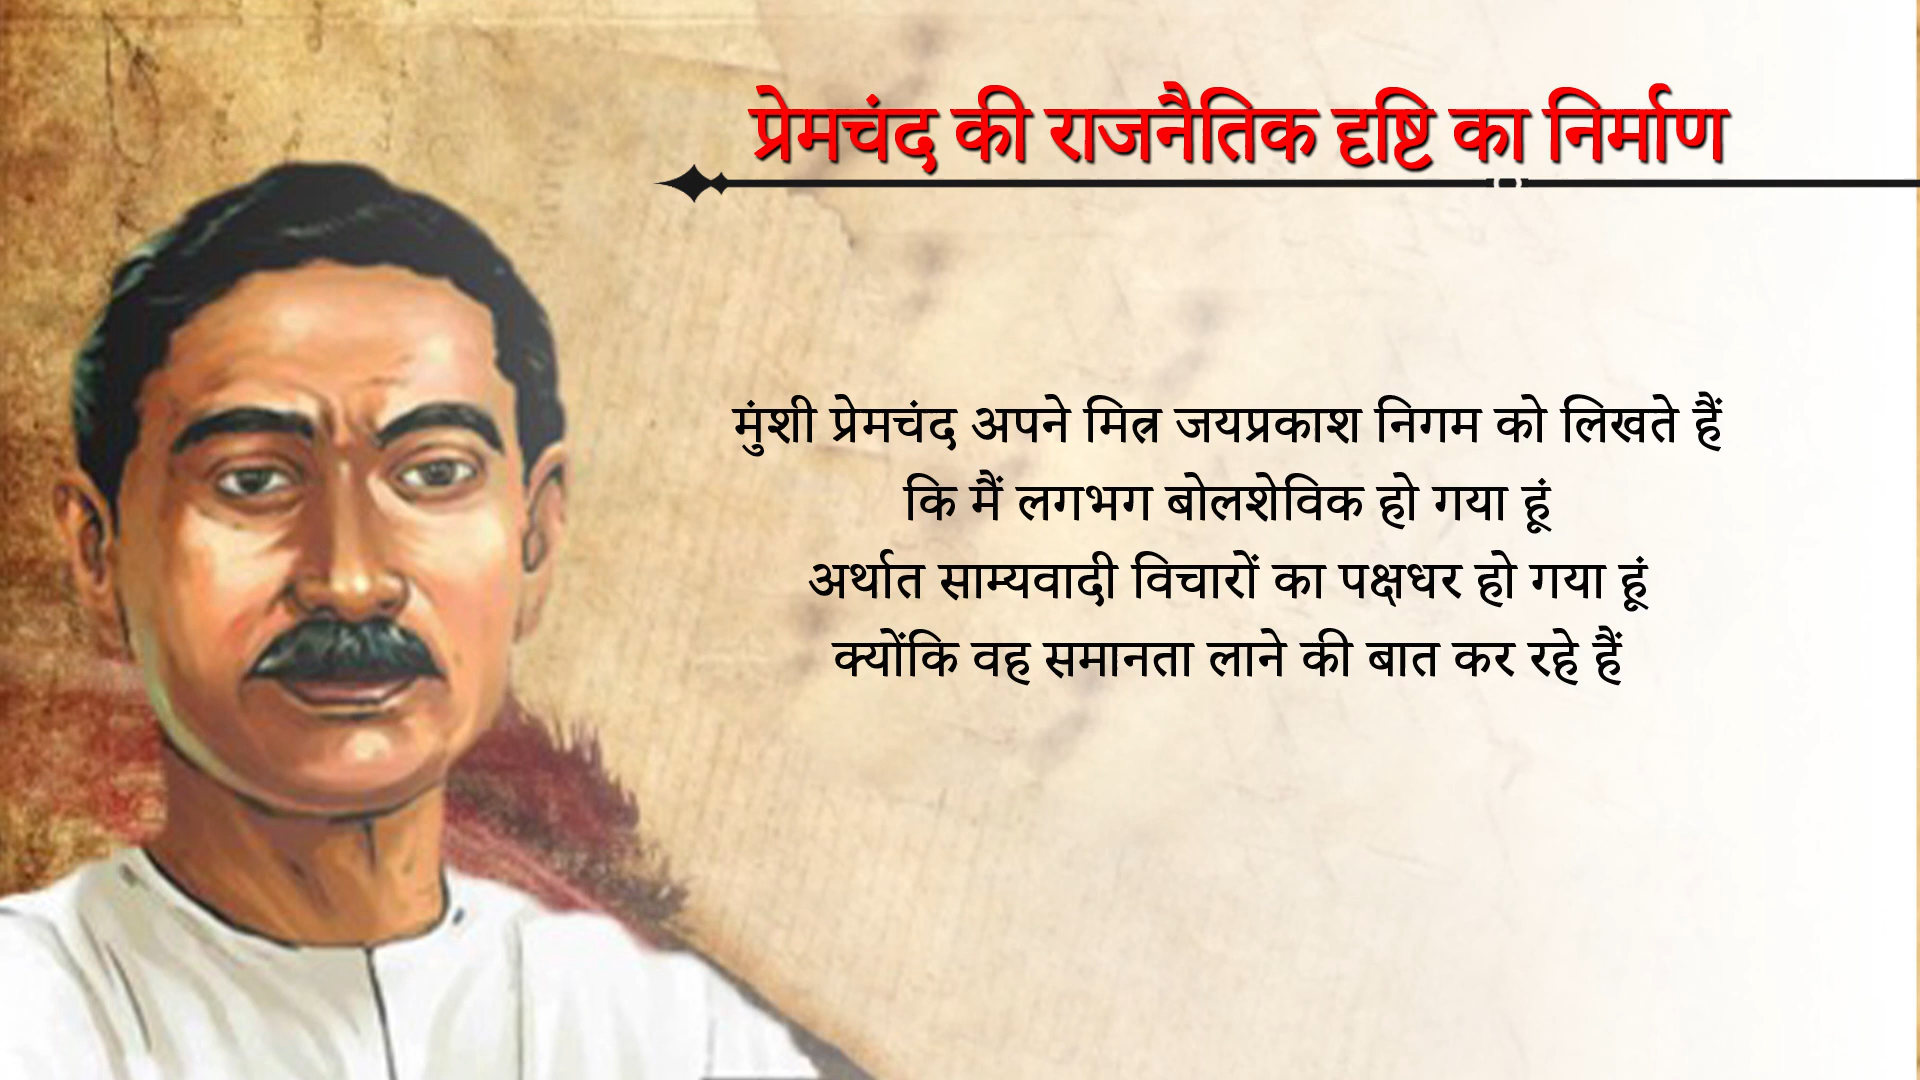 प्रेमचंद की राजनैतिक दृष्टि का निर्माण
मुंशी प्रेमचंद अपने मित्र जयप्रकाश निगम को लिखते हैं
कि मैं लगभग बोलशेविक हो गया हूं
अर्थात साम्यवादी विचारों का पक्षधर हो गया हूं
क्योंकि वह समानता लाने की बात कर रहे हैं